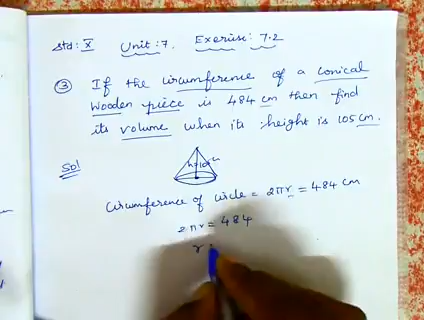 std: X Unit: 7. Exercise: 7.2
③ If the circumference of a conical
wooden piece is 484 cm then find
its volume when its height is 105 cm.
Sol
Circumference of circle = 2πr = 484 cm
2πr = 484
r =